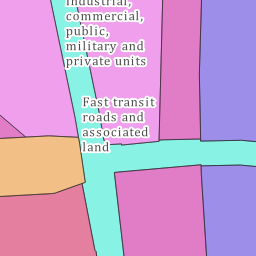 industrial,
commercial,
public,
military and
private units
Fast transit
roads and
associated
land